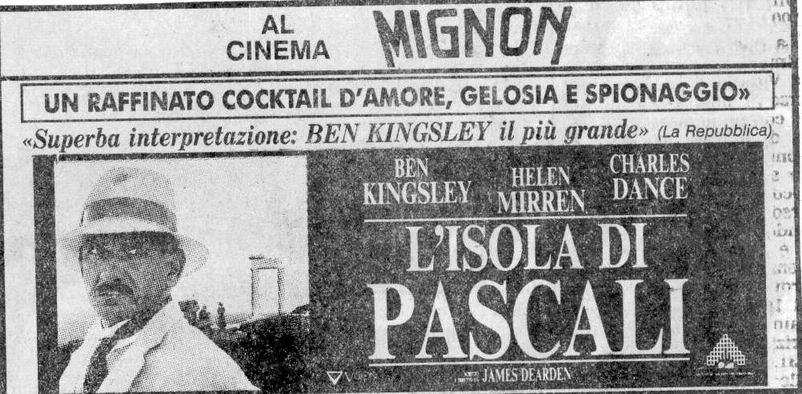 AL
CINEMA
MIGNON
UN RAFFINATO COCKTAIL D'AMORE, GELOSIA E SPIONAGGIO»
«Superba interpretazione: BEN KINGSLEY il più grande» (La Repubblica)
BEN
KINGSLEY
HELEN
MIRREN
CHARLES
DANCE
L'ISOLA DI
PASCALI
JAMES DEARDEN